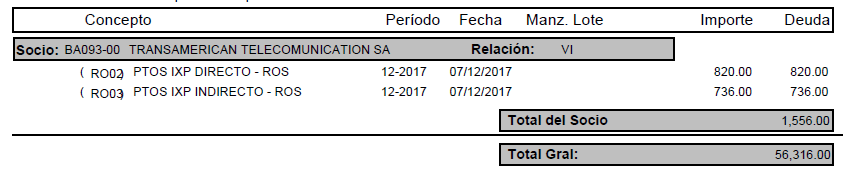 Concepto Período Fecha Manz. Lote Importe Deuda
Socio: BA093-00 TRANSAMERICAN TELECOMUNICATION SA Relación: VI
( RO02) PTOS IXP DIRECTO - ROS 12-2017 07/12/2017 820.00 820.00
( RO03) PTOS IXP INDIRECTO - ROS 12-2017 07/12/2017 736.00 736.00
Total del Socio 1,556.00
Total Gral: 56,316.00